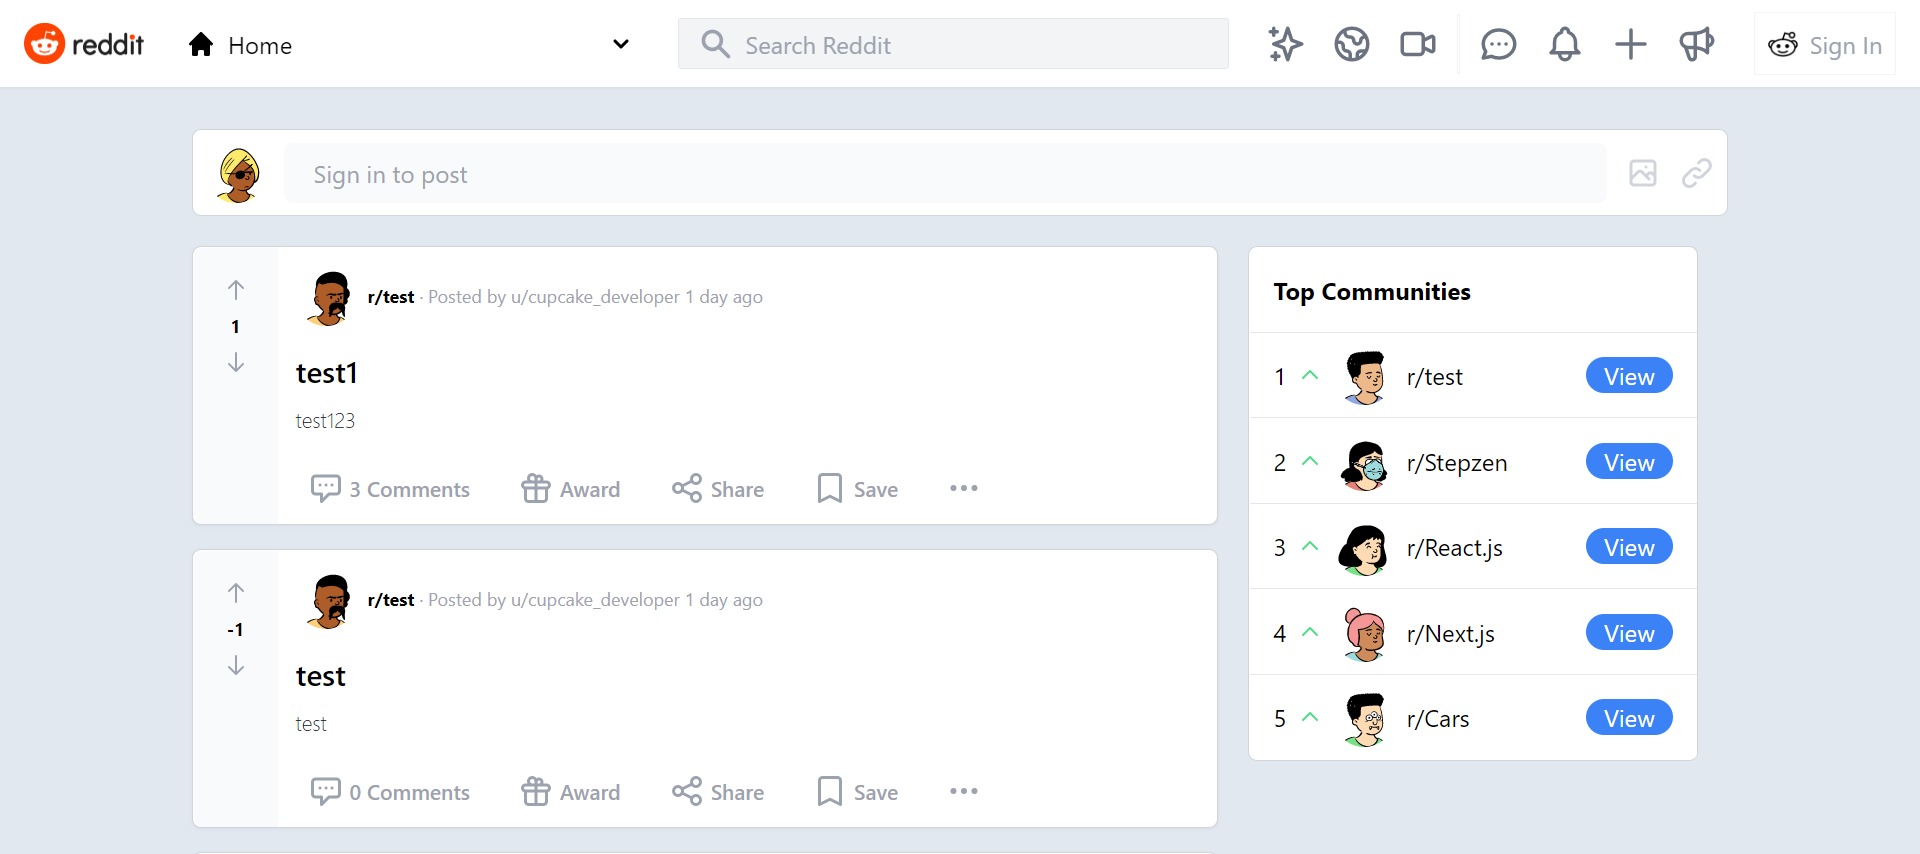 reddit Home Search Reddit Sign In
Sign in to post
r/test · Posted by u/cupcake_developer 1 day ago
1
test1
test123
3 Comments Award Share Save
r/test · Posted by u/cupcake_developer 1 day ago
-1
test
test
0 Comments Award Share Save
Top Communities
1 r/test View
2 r/Stepzen View
3 r/React.js View
4 r/Next.js View
5 r/Cars View